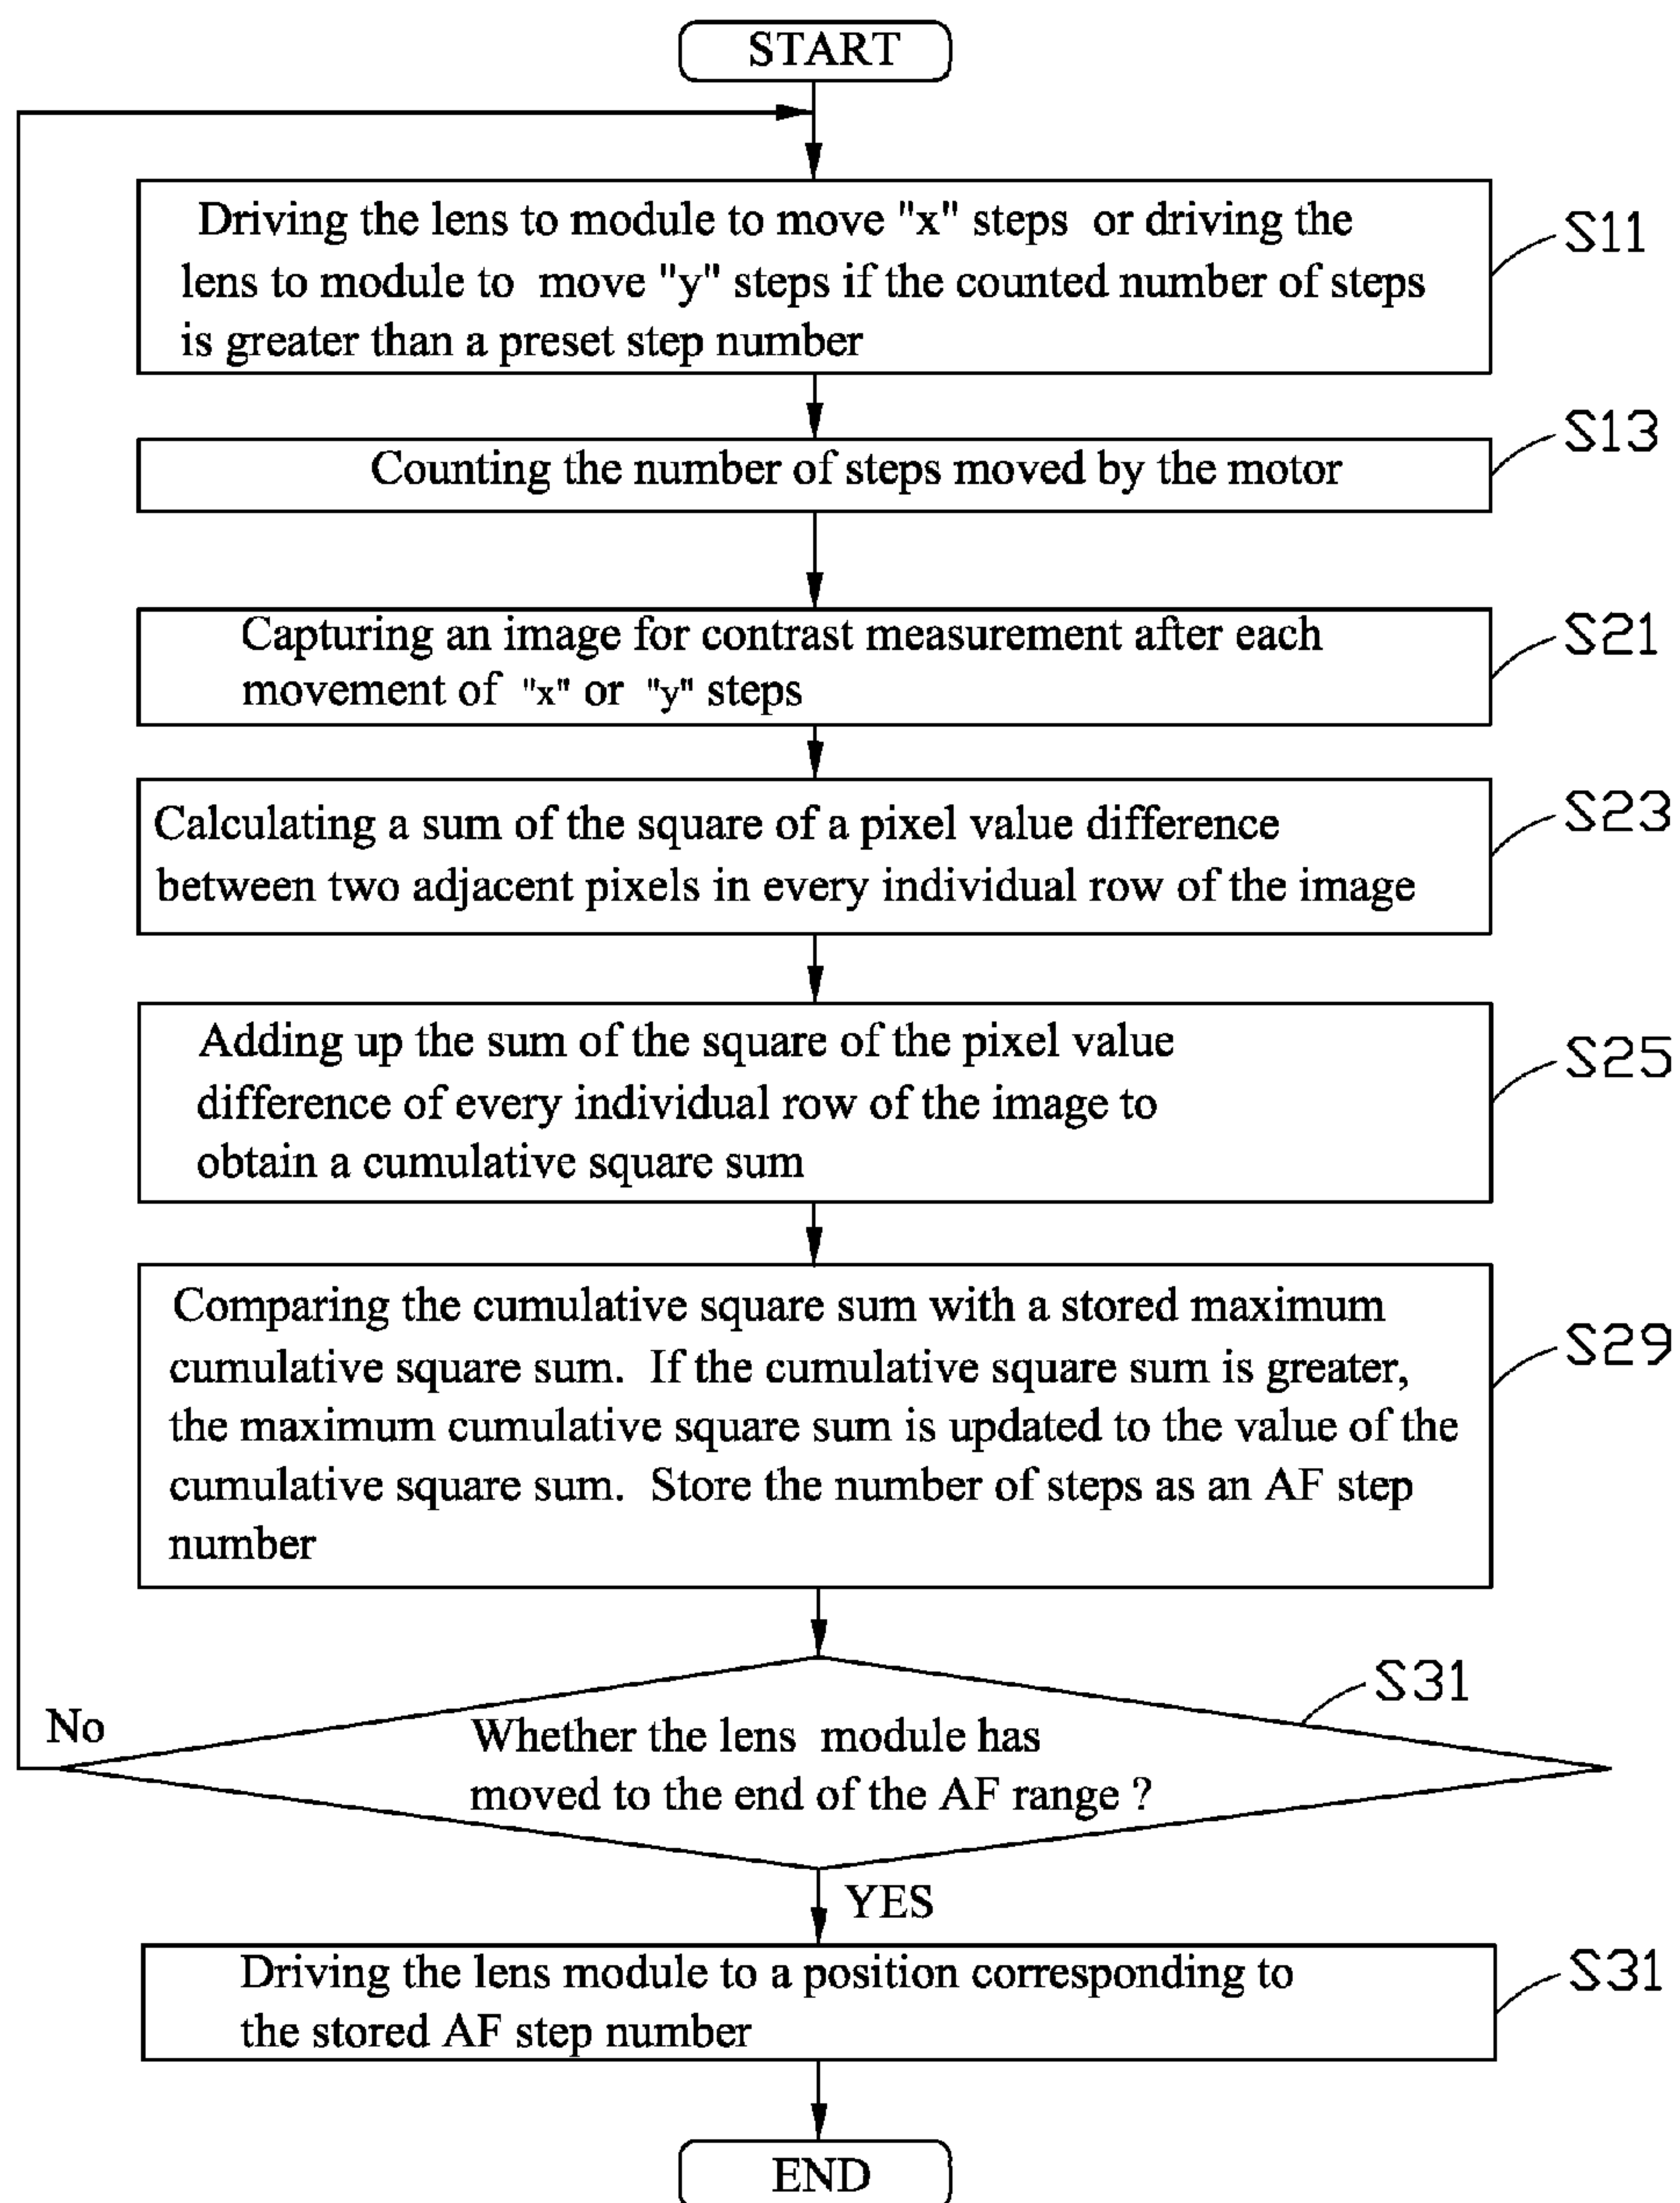 START
Driving the lens to module to move "x" steps or driving the
lens to module to move "y" steps if the counted number of steps
is greater than a preset step number
S11
Counting the number of steps moved by the motor
S13
Capturing an image for contrast measurement after each
movement of "x" or "y" steps
S21
Calculating a sum of the square of a pixel value difference
between two adjacent pixels in every individual row of the image
S23
Adding up the sum of the square of the pixel value
difference of every individual row of the image to
obtain a cumulative square sum
S25
Comparing the cumulative square sum with a stored maximum
cumulative square sum. If the cumulative square sum is greater,
the maximum cumulative square sum is updated to the value of the
cumulative square sum. Store the number of steps as an AF step
number
S29
Whether the lens module has
moved to the end of the AF range ?
S31
No
YES
Driving the lens module to a position corresponding to
the stored AF step number
S31
END